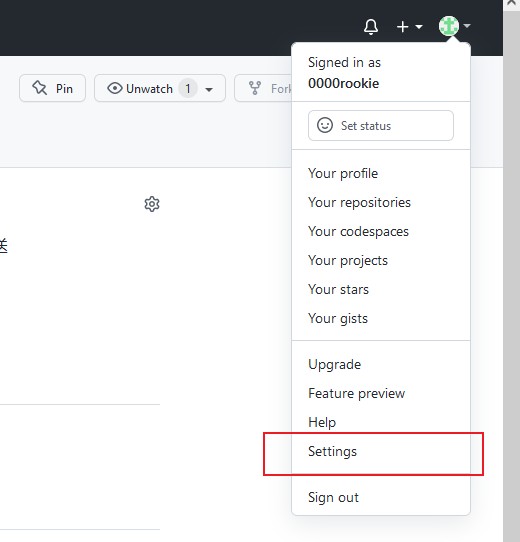 Signed in as
0000rookie
Pin
Unwatch 1
Fork
Set status
Your profile
Your repositories
Your codespaces
Your projects
Your stars
Your gists
Upgrade
Feature preview
Help
Settings
Sign out